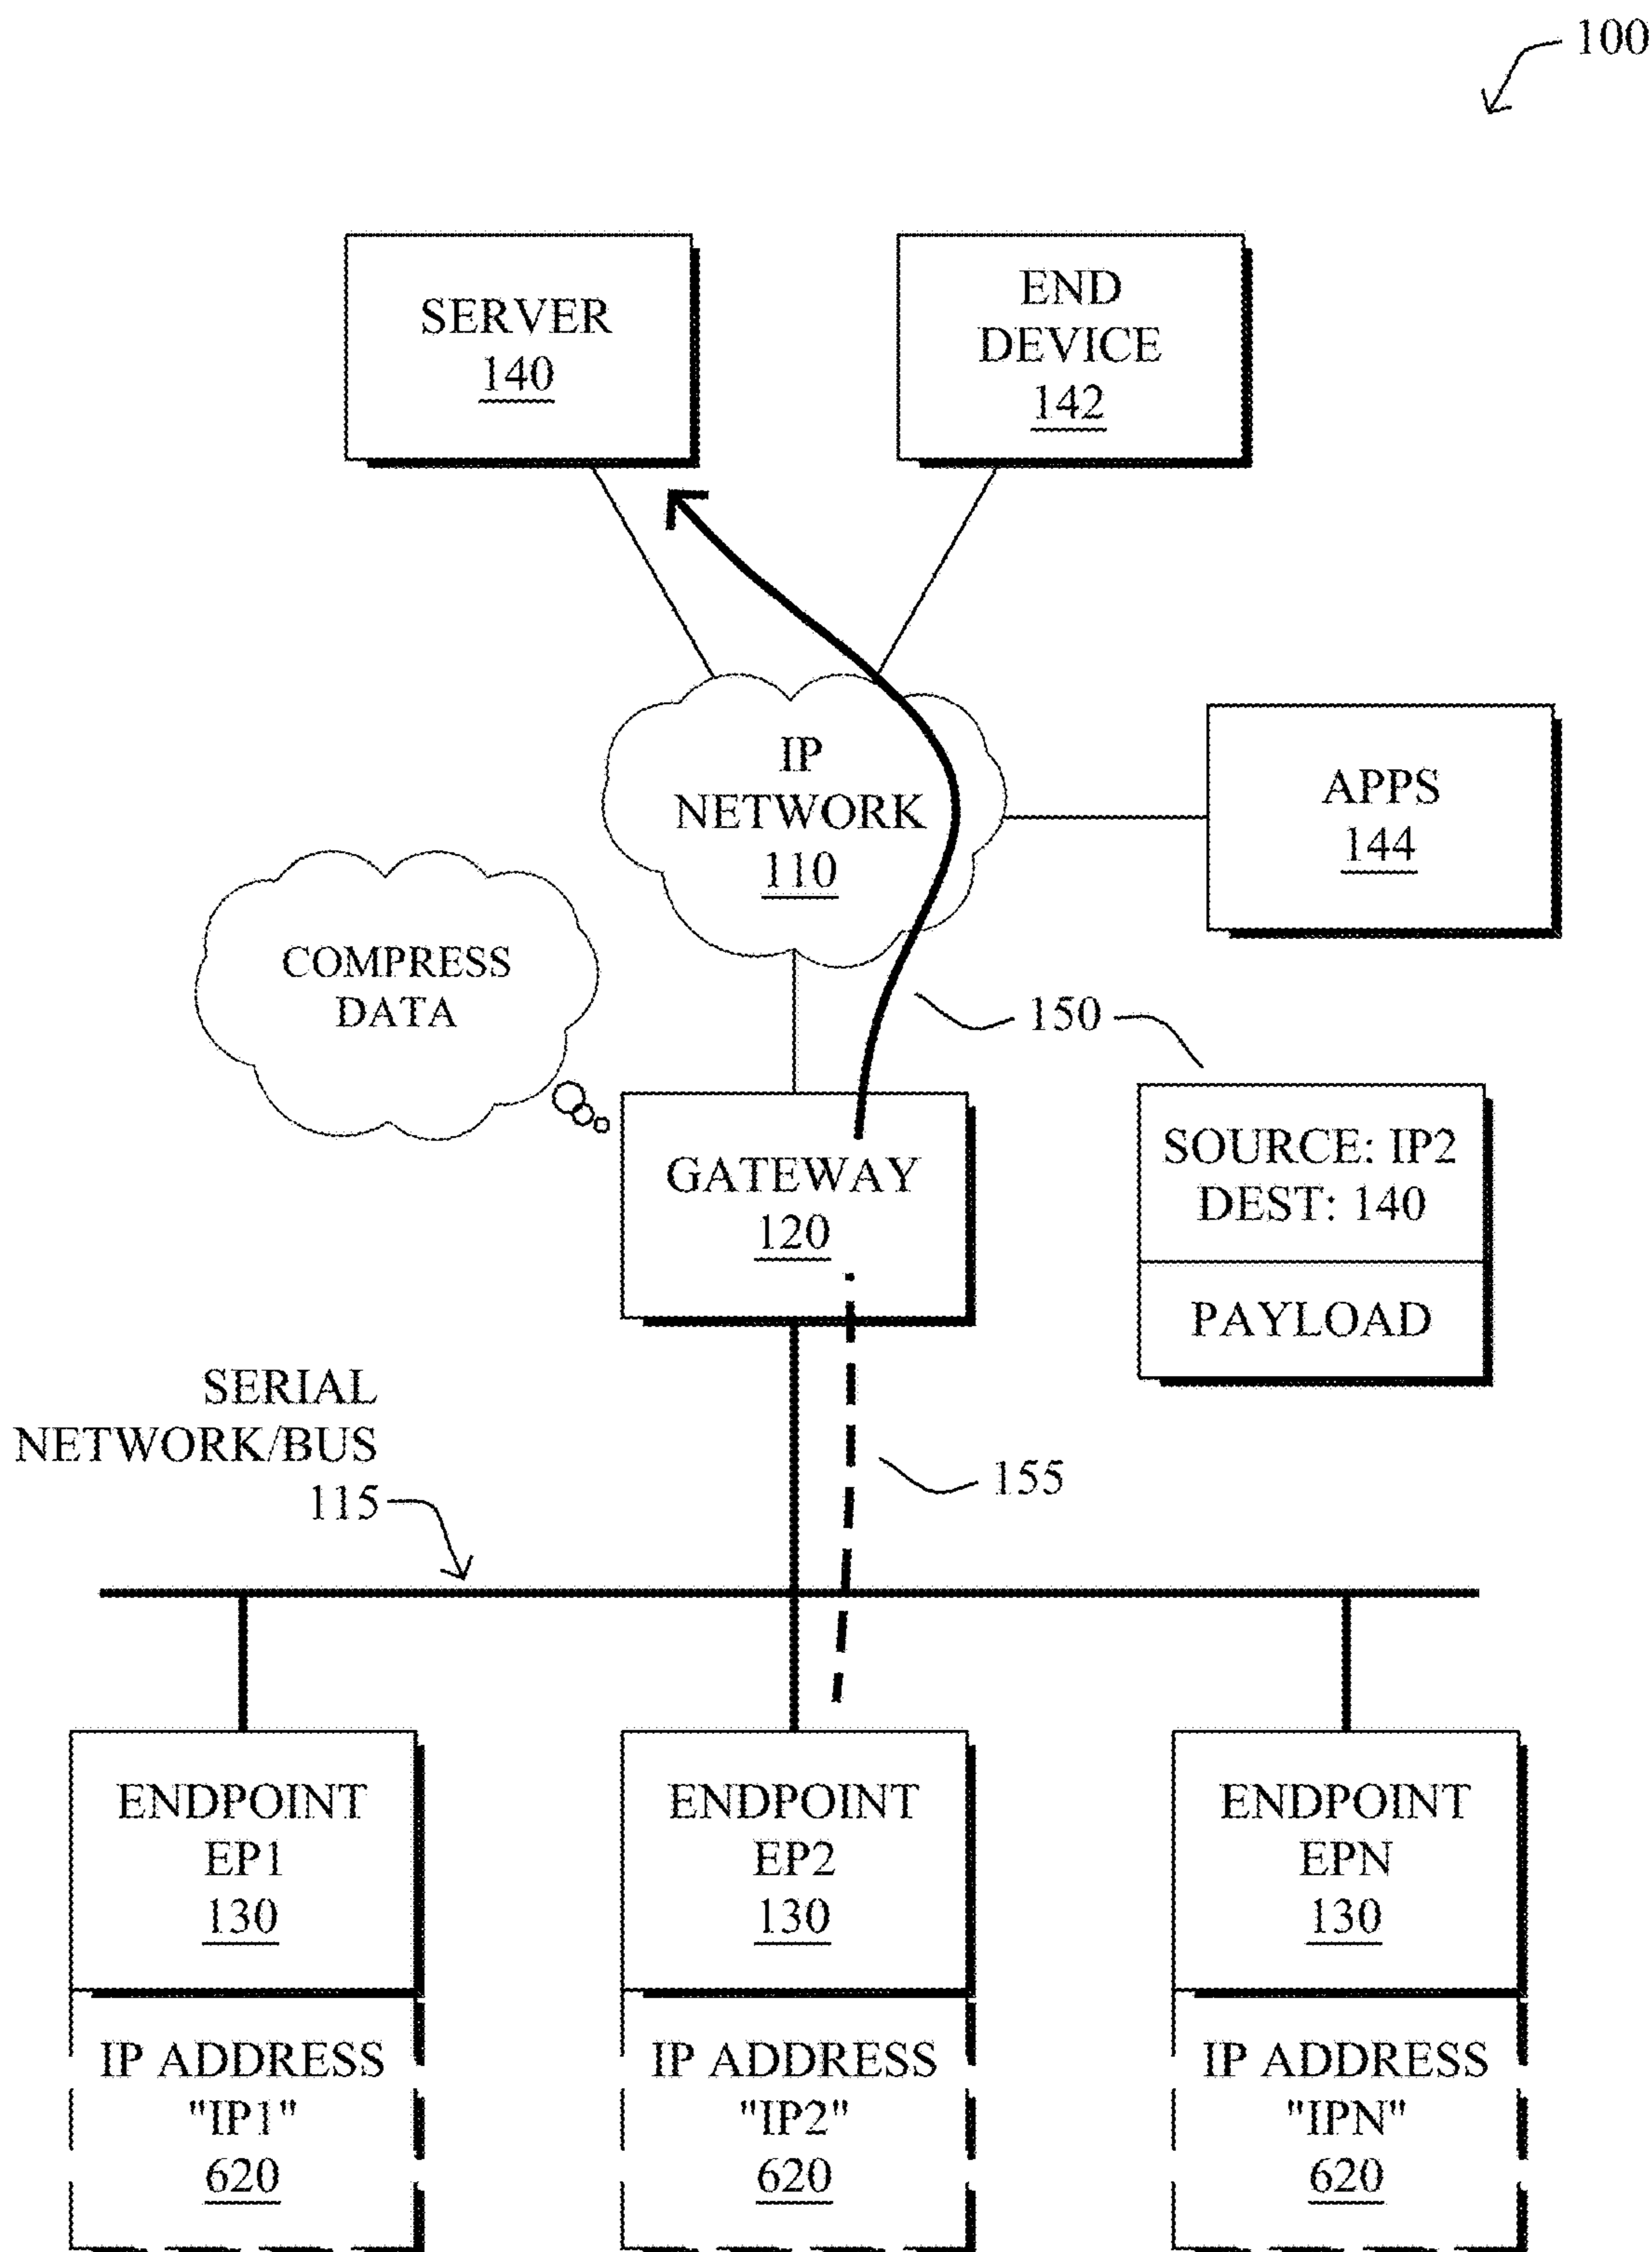 100
SERVER
140
END
DEVICE
142
IP
NETWORK
110
APPS
144
COMPRESS
DATA
150
GATEWAY
120
SOURCE: IP2
DEST: 140
PAYLOAD
SERIAL
NETWORK/BUS
115
155
ENDPOINT
EP1
130
ENDPOINT
EP2
130
ENDPOINT
EPN
130
IP ADDRESS
"IP1"
620
IP ADDRESS
"IP2"
620
IP ADDRESS
"IPN"
620